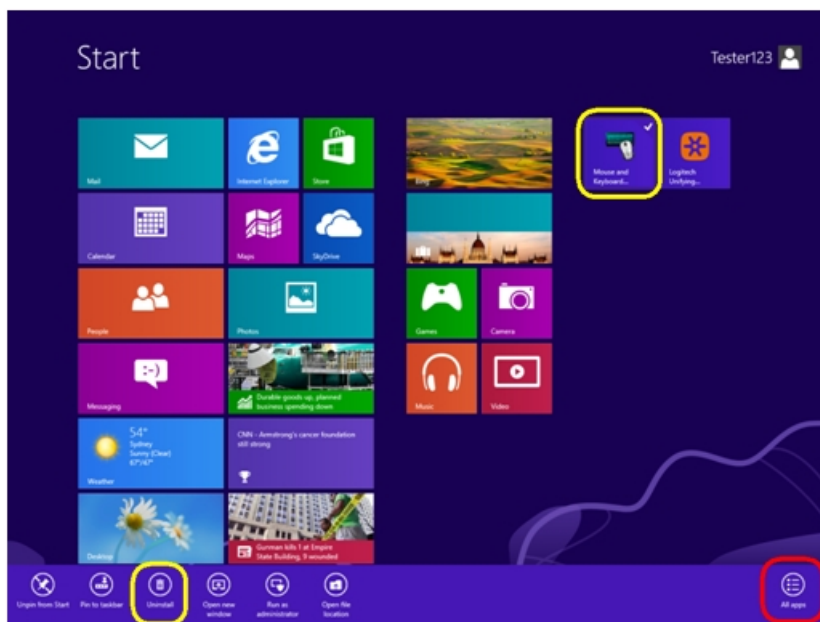 Start
Tester123
Mail
Internet Explorer
Store
Bing
Mouse and
Keyboard...
Logitech
Unifying...
Calendar
Maps
SkyDrive
People
Photos
Games
Camera
Messaging
Durable goods up, planned
business spending down
Music
Video
54°
Sydney
Sunny (Clear)
67°/47°
Weather
CNN - Armstrong's cancer foundation
still strong
Desktop
Gunman kills 1 at Empire
State Building, 9 wounded
Unpin from Start
Pin to taskbar
Uninstall
Open new
window
Run as
administrator
Open file
location
All apps